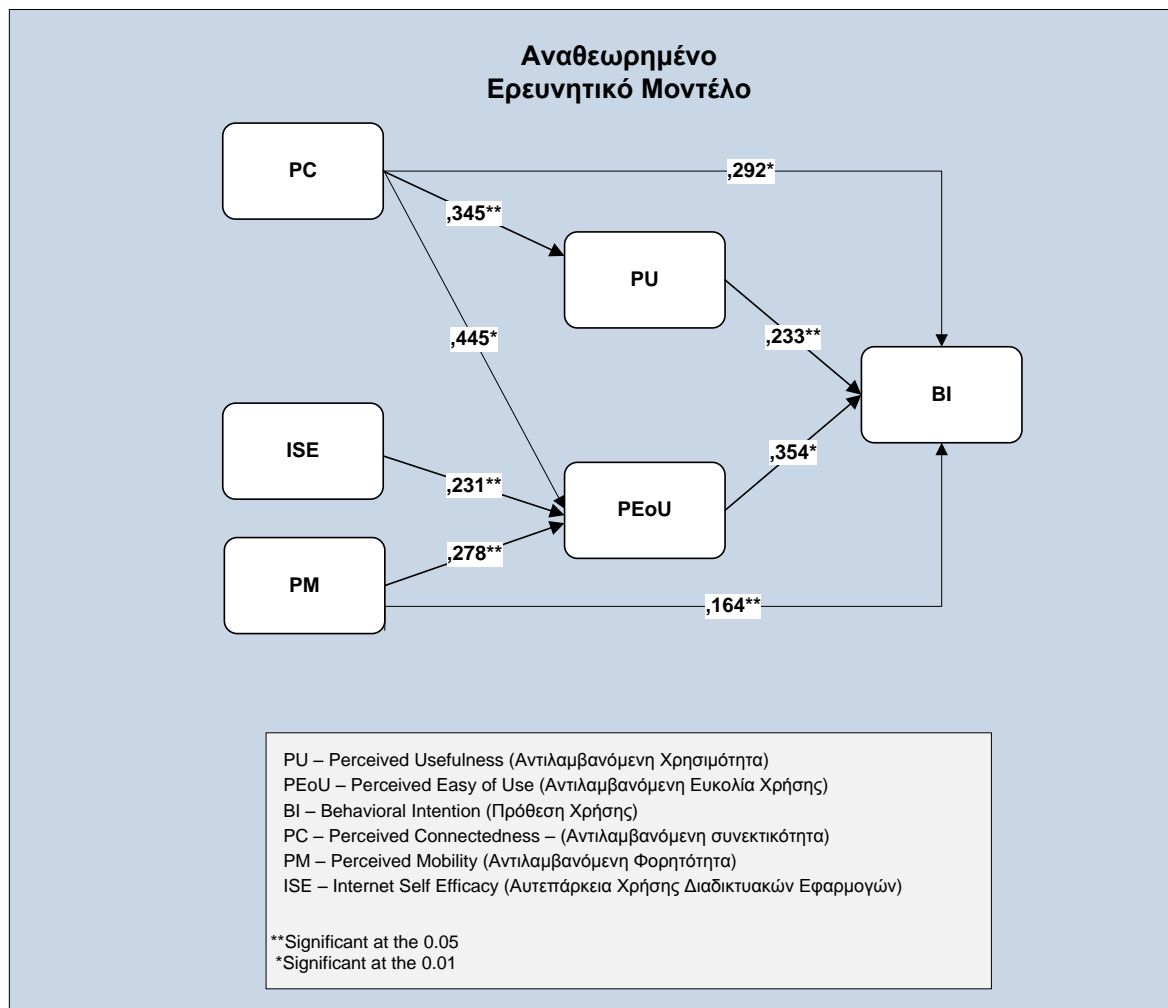 Αναθεωρημένο
Ερευνητικό Μοντέλο
PC
,292*
,345**
PU
,445*
,233**
BI
ISE
,354*
,231**
PEoU
,278**
PM
,164**
PU – Perceived Usefulness (Αντιλαμβανόμενη Χρησιμότητα)
PEoU – Perceived Easy of Use (Αντιλαμβανόμενη Ευκολία Χρήσης)
BI – Behavioral Intention (Πρόθεση Χρήσης)
PC – Perceived Connectedness – (Αντιλαμβανόμενη συνεκτικότητα)
PM – Perceived Mobility (Αντιλαμβανόμενη Φορητότητα)
ISE – Internet Self Efficacy (Αυτεπάρκεια Χρήσης Διαδικτυακών Εφαρμογών)
**Significant at the 0.05
*Significant at the 0.01